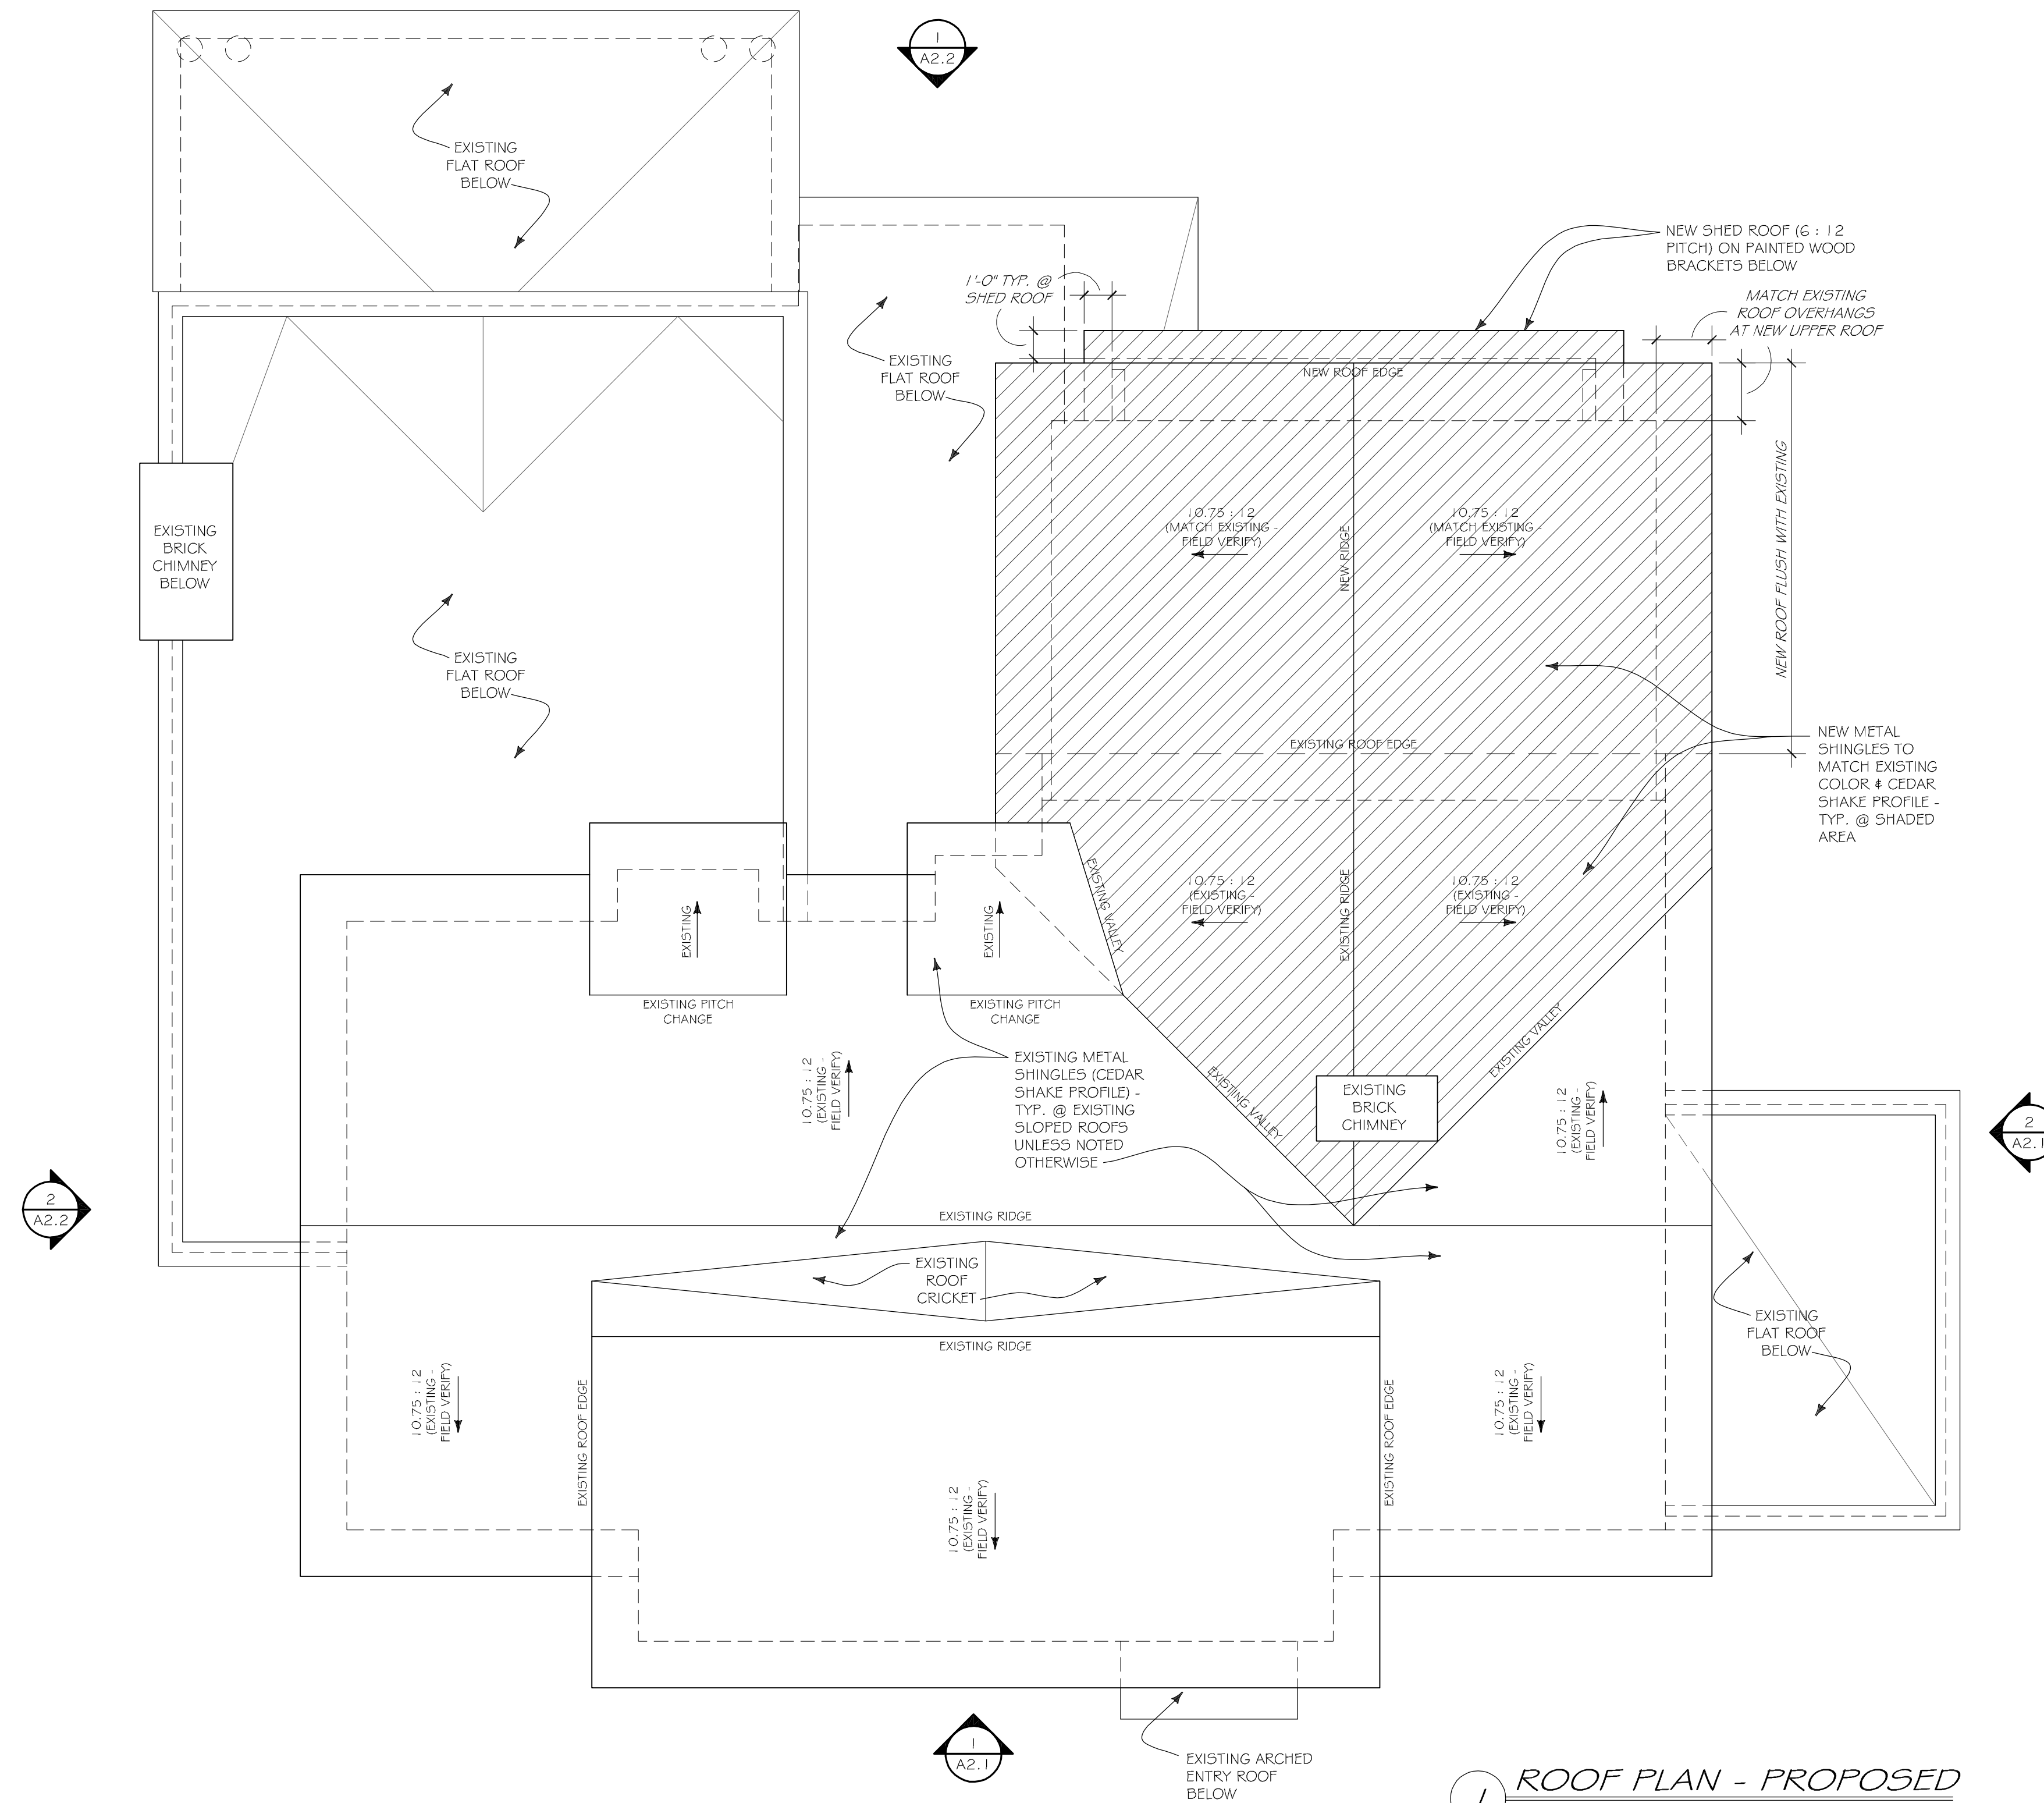 1
A2.2
EXISTING
FLAT ROOF
BELOW
NEW SHED ROOF (6 : 12
PITCH) ON PAINTED WOOD
BRACKETS BELOW
1'-0" TYP. @
SHED ROOF
MATCH EXISTING
ROOF OVERHANGS
AT NEW UPPER ROOF
EXISTING
FLAT ROOF
BELOW
NEW ROOF EDGE
NEW ROOF FLUSH WITH EXISTING
EXISTING
BRICK
CHIMNEY
BELOW
10.75 : 12
(MATCH EXISTING -
FIELD VERIFY)
NEW RIDGE
10.75 : 12
(MATCH EXISTING -
FIELD VERIFY)
EXISTING
FLAT ROOF
BELOW
EXISTING ROOF EDGE
NEW METAL
SHINGLES TO
MATCH EXISTING
COLOR & CEDAR
SHAKE PROFILE -
TYP. @ SHADED
AREA
EXISTING
EXISTING
EXISTING VALLEY
10.75 : 12
(EXISTING -
FIELD VERIFY)
EXISTING RIDGE
10.75 : 12
(EXISTING -
FIELD VERIFY)
EXISTING PITCH
CHANGE
EXISTING PITCH
CHANGE
10.75 : 12
(EXISTING -
FIELD VERIFY)
EXISTING METAL
SHINGLES (CEDAR
SHAKE PROFILE) -
TYP. @ EXISTING
SLOPED ROOFS
UNLESS NOTED
OTHERWISE
EXISTING VALLEY
EXISTING
BRICK
CHIMNEY
EXISTING VALLEY
10.75 : 12
(EXISTING -
FIELD VERIFY)
2
A2.1
2
A2.2
EXISTING RIDGE
EXISTING
ROOF
CRICKET
EXISTING RIDGE
EXISTING
FLAT ROOF
BELOW
10.75 : 12
(EXISTING -
FIELD VERIFY)
EXISTING ROOF EDGE
EXISTING ROOF EDGE
10.75 : 12
(EXISTING -
FIELD VERIFY)
10.75 : 12
(EXISTING -
FIELD VERIFY)
1
A2.1
EXISTING ARCHED
ENTRY ROOF
BELOW
1
ROOF PLAN - PROPOSED